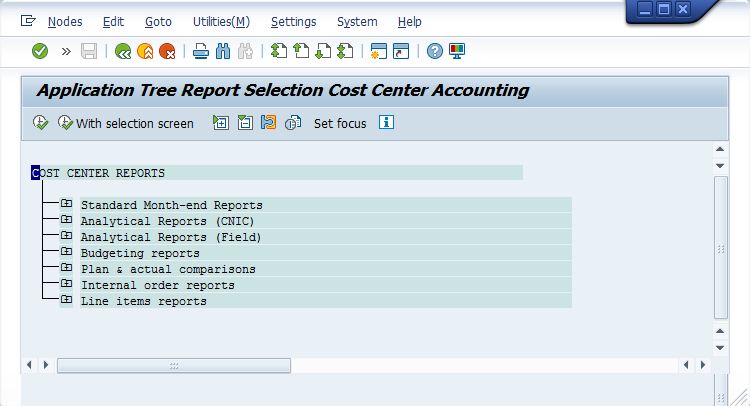 Nodes Edit Goto Utilities(M) Settings System Help
Application Tree Report Selection Cost Center Accounting
With selection screen Set focus
COST CENTER REPORTS
Standard Month-end Reports
Analytical Reports (CNIC)
Analytical Reports (Field)
Budgeting reports
Plan & actual comparisons
Internal order reports
Line items reports